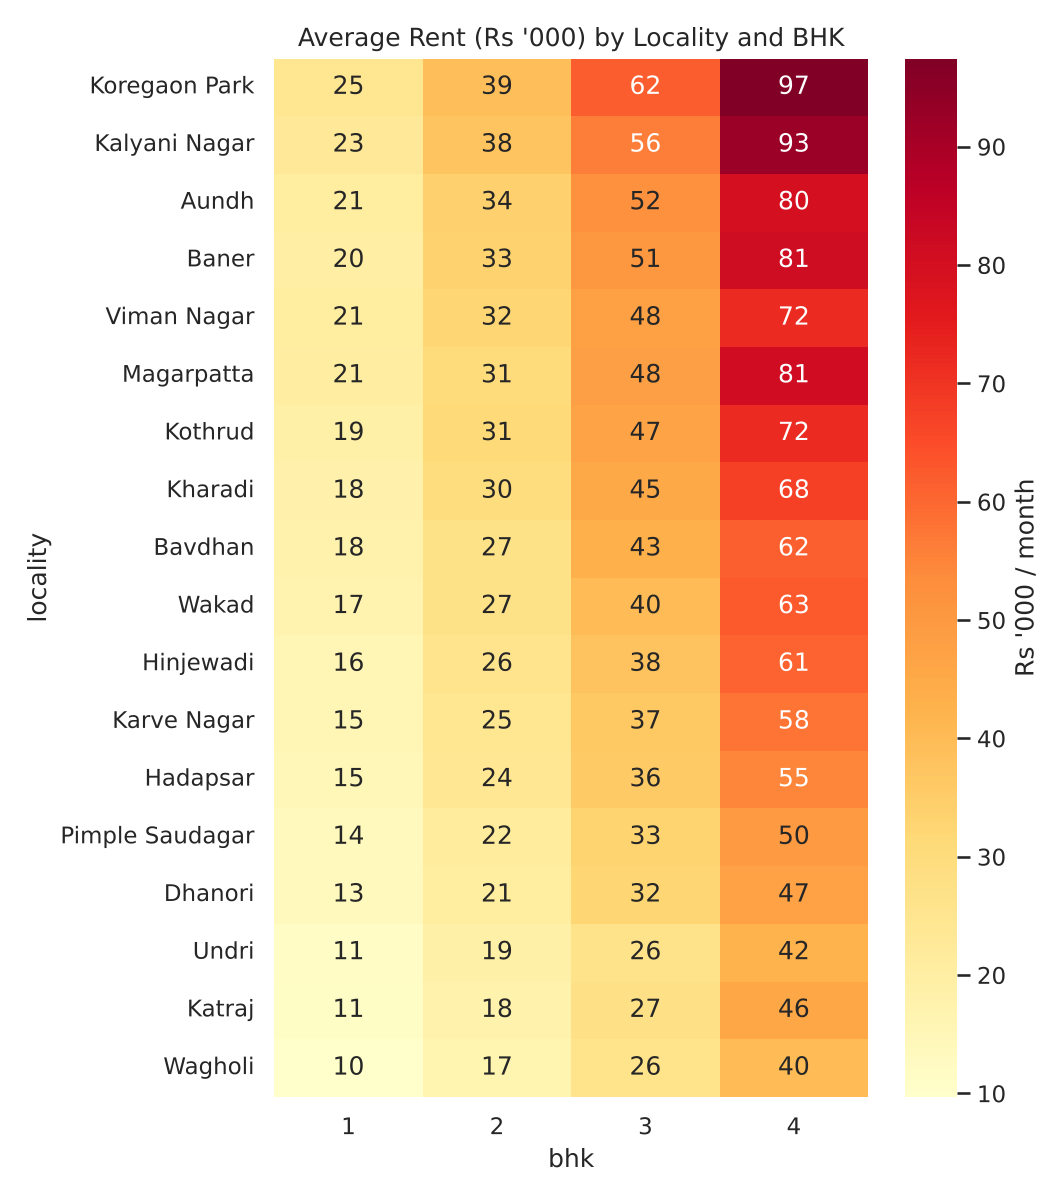 Average Rent (Rs '000) by Locality and BHK
Koregaon Park 25 39 62 97
Kalyani Nagar 23 38 56 93
Aundh 21 34 52 80
Baner 20 33 51 81
Viman Nagar 21 32 48 72
Magarpatta 21 31 48 81
Kothrud 19 31 47 72
Kharadi 18 30 45 68
Bavdhan 18 27 43 62
Wakad 17 27 40 63
Hinjewadi 16 26 38 61
Karve Nagar 15 25 37 58
Hadapsar 15 24 36 55
Pimple Saudagar 14 22 33 50
Dhanori 13 21 32 47
Undri 11 19 26 42
Katraj 11 18 27 46
Wagholi 10 17 26 40
1 2 3 4
bhk
locality
90
80
70
60
50
40
30
20
10
Rs '000 / month